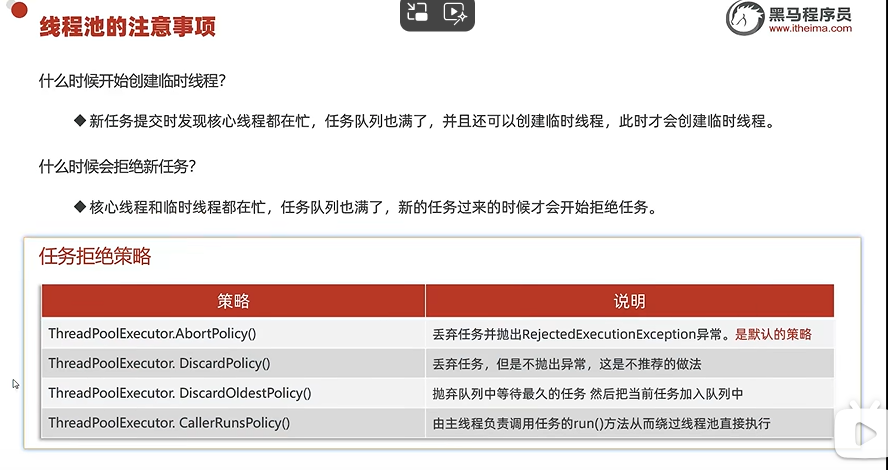 线程池的注意事项
黑马程序员
www.itheima.com
什么时候开始创建临时线程?
◆新任务提交时发现核心线程都在忙，任务队列也满了，并且还可以创建临时线程，此时才会创建临时线程。
什么时候会拒绝新任务?
◆核心线程和临时线程都在忙，任务队列也满了，新的任务过来的时候才会开始拒绝任务。
任务拒绝策略
策略 说明
ThreadPoolExecutor.AbortPolicy() 丢弃任务并抛出RejectedExecutionException异常。是默认的策略
ThreadPoolExecutor. DiscardPolicy() 丢弃任务，但是不抛出异常，这是不推荐的做法
ThreadPoolExecutor. DiscardOldestPolicy() 抛弃队列中等待最久的任务 然后把当前任务加入队列中
ThreadPoolExecutor. CallerRunsPolicy() 由主线程负责调用任务的run()方法从而绕过线程池直接执行